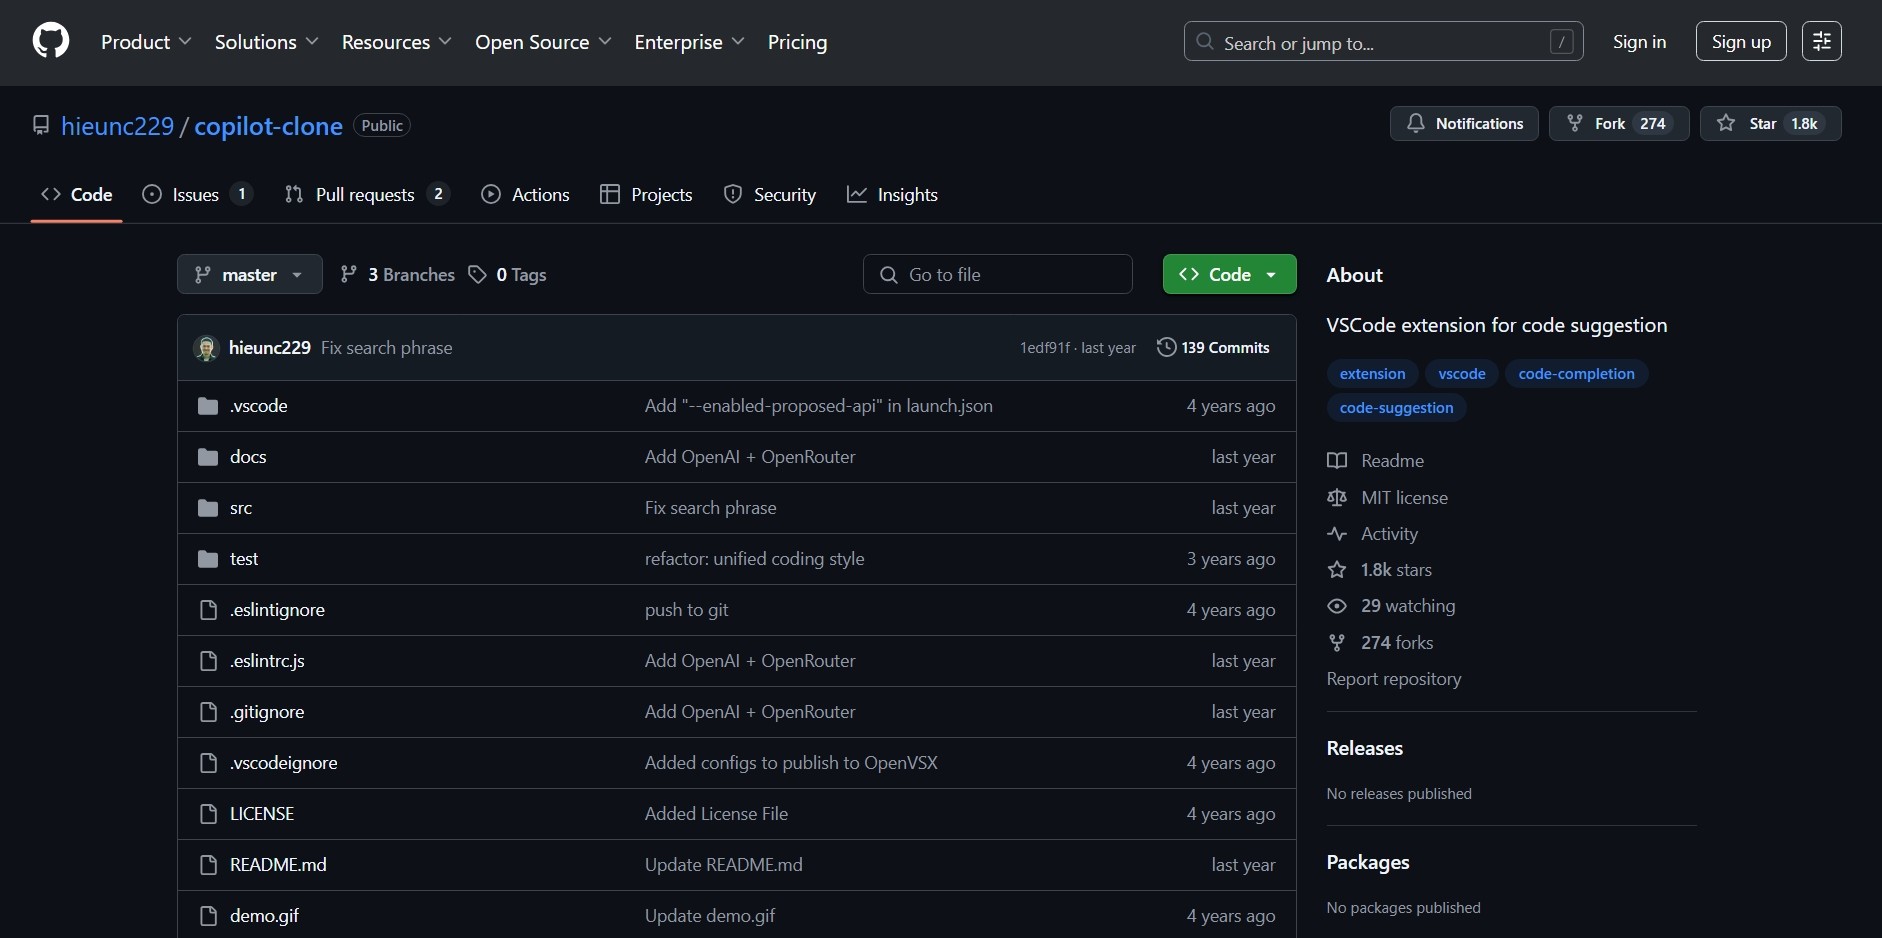 Product Solutions Resources Open Source Enterprise Pricing Search or jump to... / Sign in Sign up
hieunc229 / copilot-clone Public Notifications Fork 274 Star 1.8k
Code Issues 1 Pull requests 2 Actions Projects Security Insights
master 3 Branches 0 Tags Go to file Code
hieunc229 Fix search phrase 1edf91f · last year 139 Commits
.vscode Add "--enabled-proposed-api" in launch.json 4 years ago
docs Add OpenAI + OpenRouter last year
src Fix search phrase last year
test refactor: unified coding style 3 years ago
.eslintignore push to git 4 years ago
.eslintrc.js Add OpenAI + OpenRouter last year
.gitignore Add OpenAI + OpenRouter last year
.vscodeignore Added configs to publish to OpenVSX 4 years ago
LICENSE Added License File 4 years ago
README.md Update README.md last year
demo.gif Update demo.gif 4 years ago
About
VSCode extension for code suggestion
extension vscode code-completion
code-suggestion
Readme
MIT license
Activity
1.8k stars
29 watching
274 forks
Report repository
Releases
No releases published
Packages
No packages published